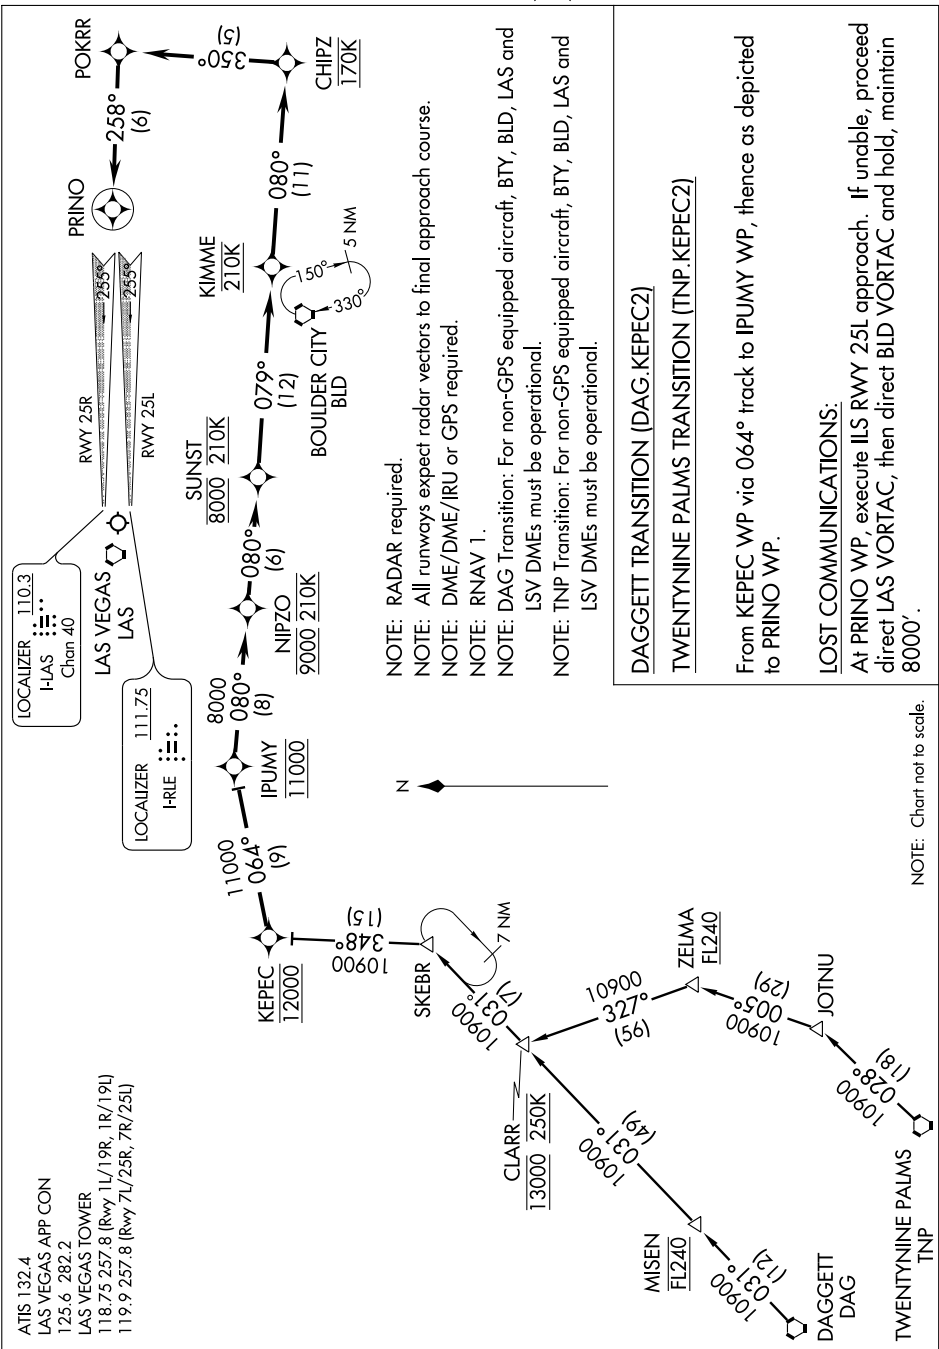 ATIS 132.4
LAS VEGAS APP CON
125.6 282.2
LAS VEGAS TOWER
118.75 257.8 (Rwy 1L/19R, 1R/19L)
119.9 257.8 (Rwy 7L/25R, 7R/25L)
LOCALIZER 110.3
I-LAS
Chan 40
LAS VEGAS
LAS
LOCALIZER 111.75
I-RLE
RWY 25R
255°
RWY 25L
255°
PRINO
258°
(6)
POKRR
350°
(5)
CHIPZ
170K
080°
(11)
KIMME
210K
150°
5 NM
330°
BOULDER CITY
BLD
079°
(12)
SUNST
8000 210K
080°
(6)
NIPZO
9000 210K
8000
080°
(8)
IPUMY
11000
11000
064°
(9)
KEPEC
12000
10900
348°
(15)
SKEBR
7 NM
10900
031°
(7)
CLARR
13000 250K
10900
031°
(49)
MISEN
FL240
10900
031°
(12)
DAGGETT
DAG
10900
327°
(56)
ZELMA
FL240
10900
005°
(29)
JOTNU
10900
028°
(18)
TWENTYNINE PALMS
TNP
N
NOTE: RADAR required.
NOTE: All runways expect radar vectors to final approach course.
NOTE: DME/DME/IRU or GPS required.
NOTE: RNAV 1.
NOTE: DAG Transition: For non-GPS equipped aircraft, BTY, BLD, LAS and
LSV DMEs must be operational.
NOTE: TNP Transition: For non-GPS equipped aircraft, BTY, BLD, LAS and
LSV DMEs must be operational.
DAGGETT TRANSITION (DAG.KEPEC2)
TWENTYNINE PALMS TRANSITION (TNP.KEPEC2)
From KEPEC WP via 064° track to IPUMY WP, thence as depicted
to PRINO WP.
LOST COMMUNICATIONS:
At PRINO WP, execute ILS RWY 25L approach. If unable, proceed
direct LAS VORTAC, then direct BLD VORTAC and hold, maintain
8000'.
NOTE: Chart not to scale.